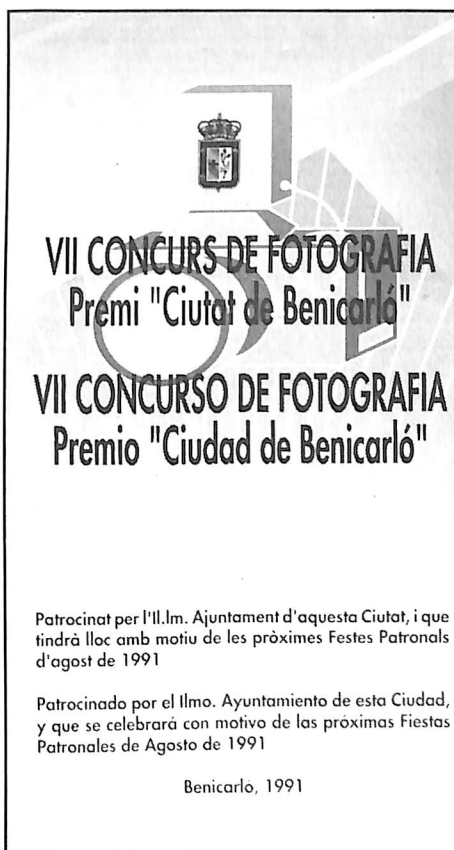 VII CONCURS DE FOTOGRAFIA
Premi "Ciutat de Benicarló"
VII CONCURSO DE FOTOGRAFIA
Premio "Ciudad de Benicarló"
Patrocinat per l'Il.lm. Ajuntament d'aquesta Ciutat, i que
tindrà lloc amb motiu de les pròximes Festes Patronals
d'agost de 1991
Patrocinado por el Ilmo. Ayuntamiento de esta Ciudad,
y que se celebrará con motivo de las próximas Fiestas
Patronales de Agosto de 1991
Benicarló, 1991